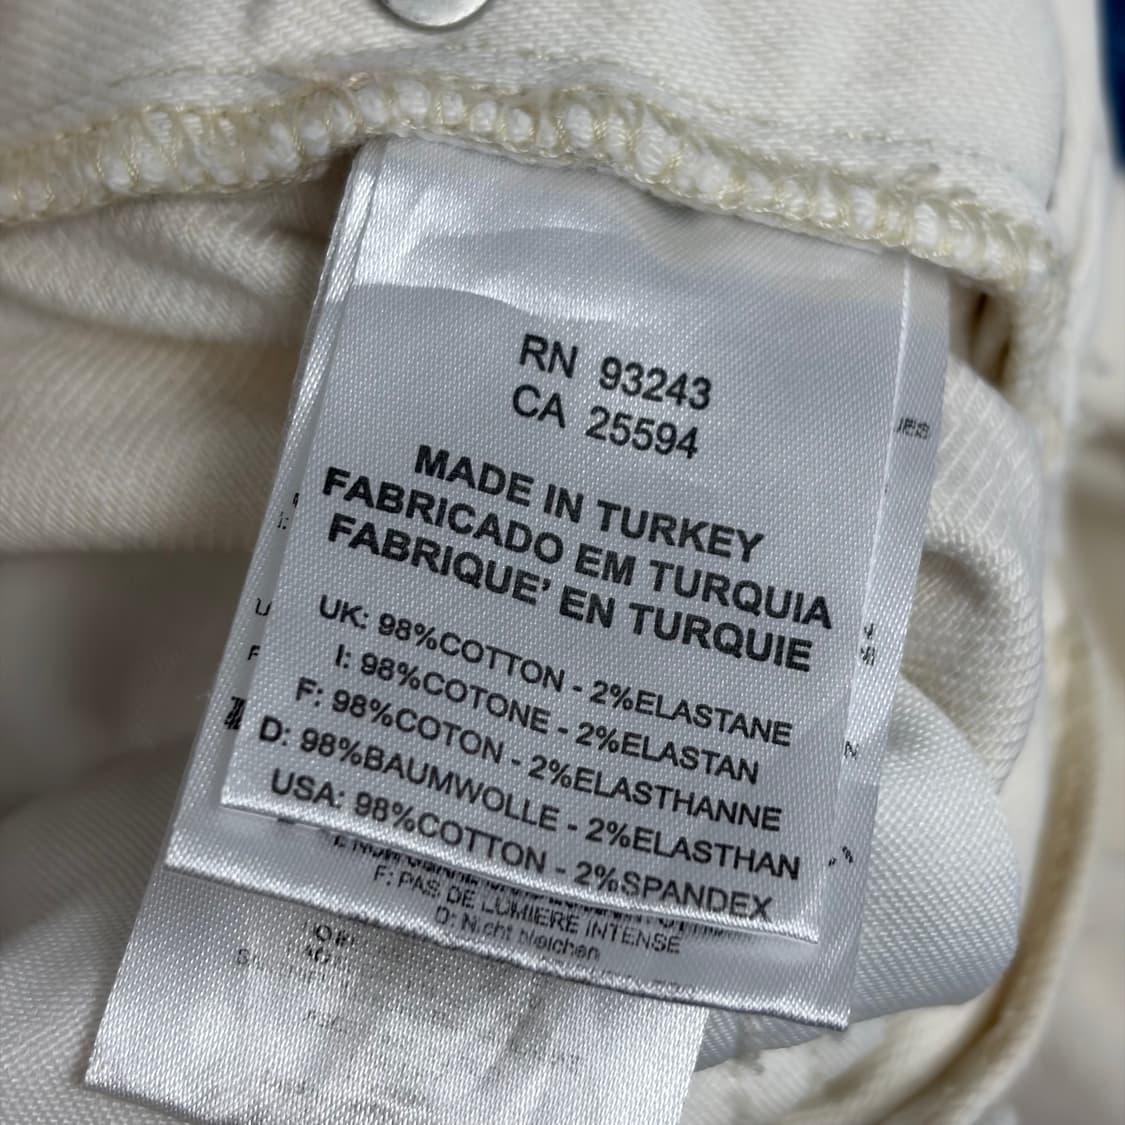 RN 93243
CA 25594
MADE IN TURKEY
FABRICADO EM TURQUIA
FABRIQUE’ EN TURQUIE
UK: 98%COTTON - 2%ELASTANE
I: 98%COTONE - 2%ELASTAN
F: 98%COTON - 2%ELASTHANNE
D: 98%BAUMWOLLE - 2%ELASTHAN
USA: 98%COTTON - 2%SPANDEX
F: PAS DE LUMIERE INTENSE
D: Nicht bleichen